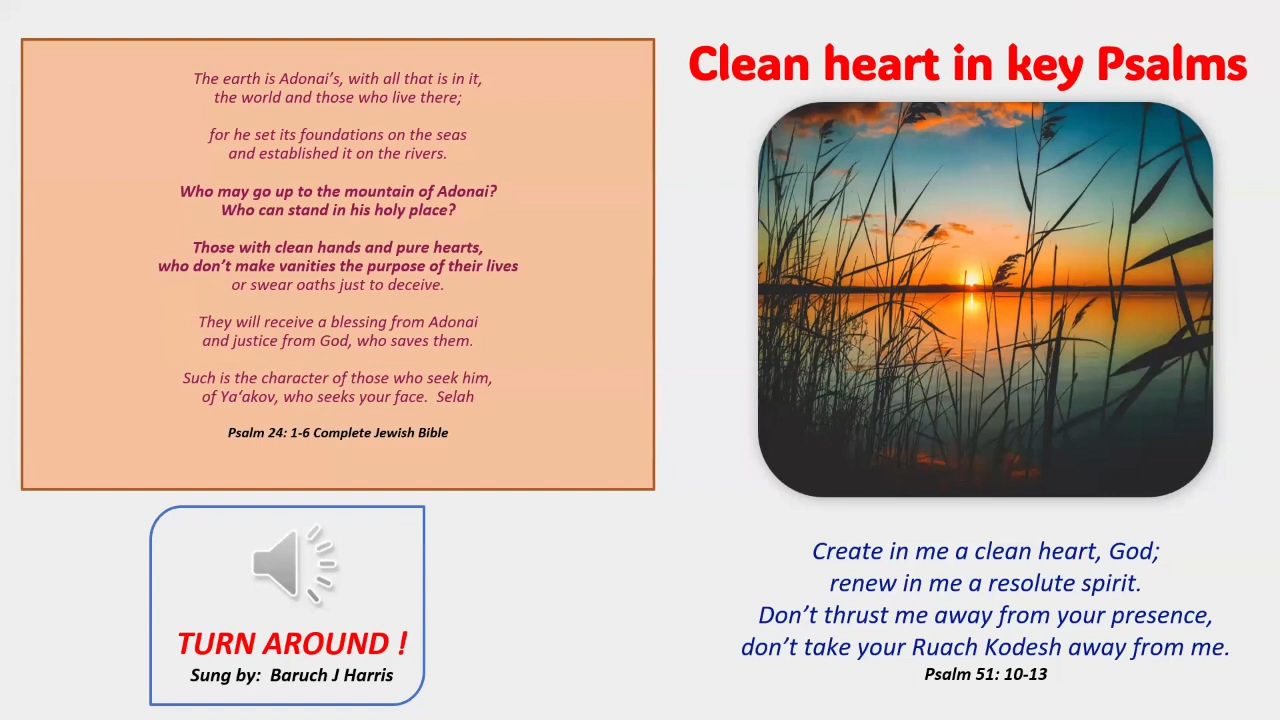 Clean heart in key Psalms
The earth is Adonai's, with all that is in it,
the world and those who live there;
for he set its foundations on the seas
and established it on the rivers.
Who may go up to the mountain of Adonai?
Who can stand in his holy place?
Those with clean hands and pure hearts,
who don't make vanities the purpose of their lives
or swear oaths just to deceive.
They will receive a blessing from Adonai
and justice from God, who saves them.
Such is the character of those who seek him,
of Ya‘akov, who seeks your face.  Selah
Psalm 24: 1-6 Complete Jewish Bible
TURN AROUND !
Sung by:  Baruch J Harris
Create in me a clean heart, God;
renew in me a resolute spirit.
Don't thrust me away from your presence,
don't take your Ruach Kodesh away from me.
Psalm 51: 10-13